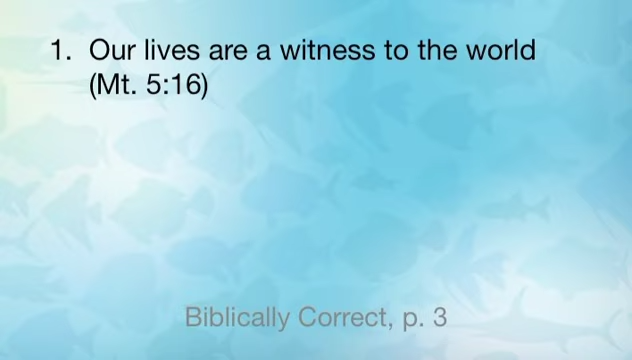 1. Our lives are a witness to the world
(Mt. 5:16)
Biblically Correct, p. 3